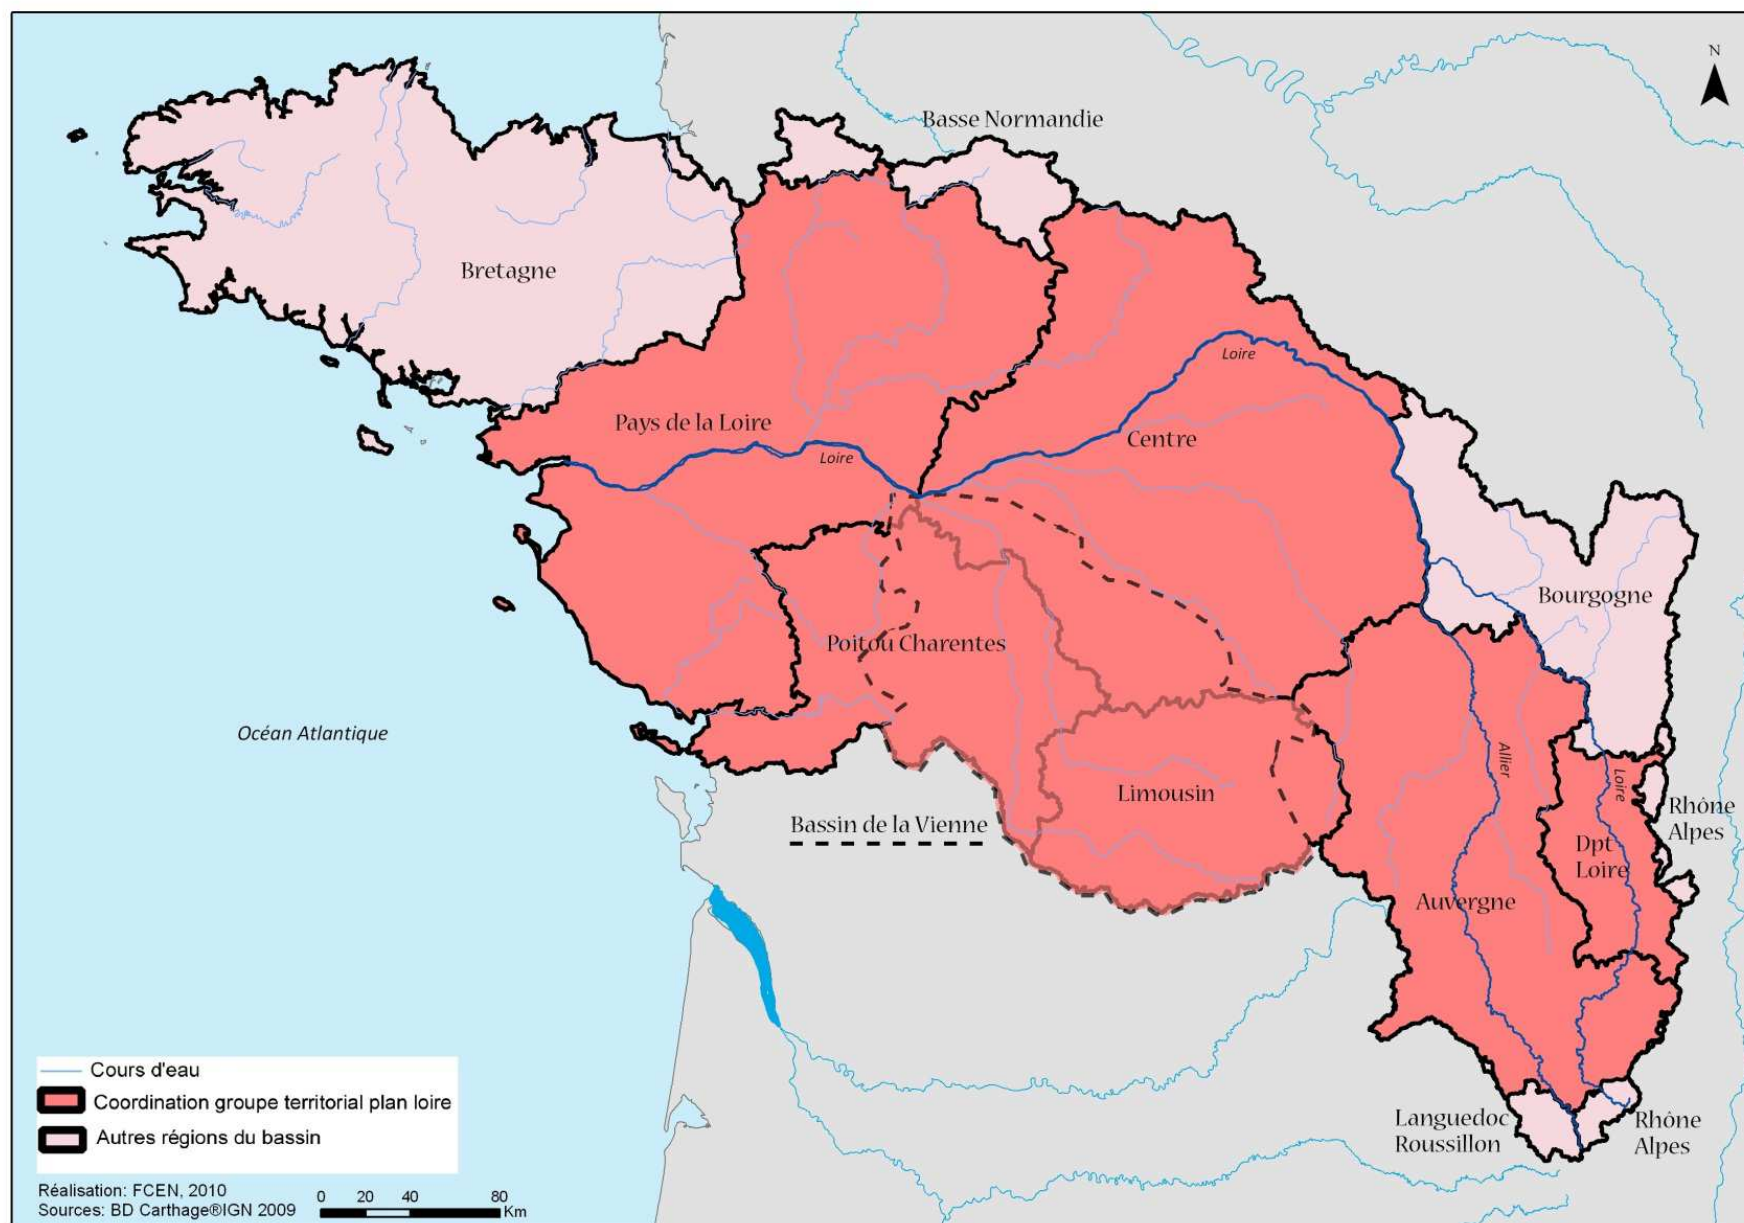 N
Basse Normandie
Bretagne
Loire
Pays de la Loire
Centre
Loire
Bourgogne
Poitou Charentes
Océan Atlantique
Allier
Loire
Limousin
Rhône
Alpes
Bassin de la Vienne
Dpt
Loire
Auvergne
Cours d'eau
Coordination groupe territorial plan loire
Autres régions du bassin
Languedoc
Roussillon
Rhône
Alpes
Réalisation: FCEN, 2010
Sources: BD Carthage®IGN 2009
0 20 40 80
Km